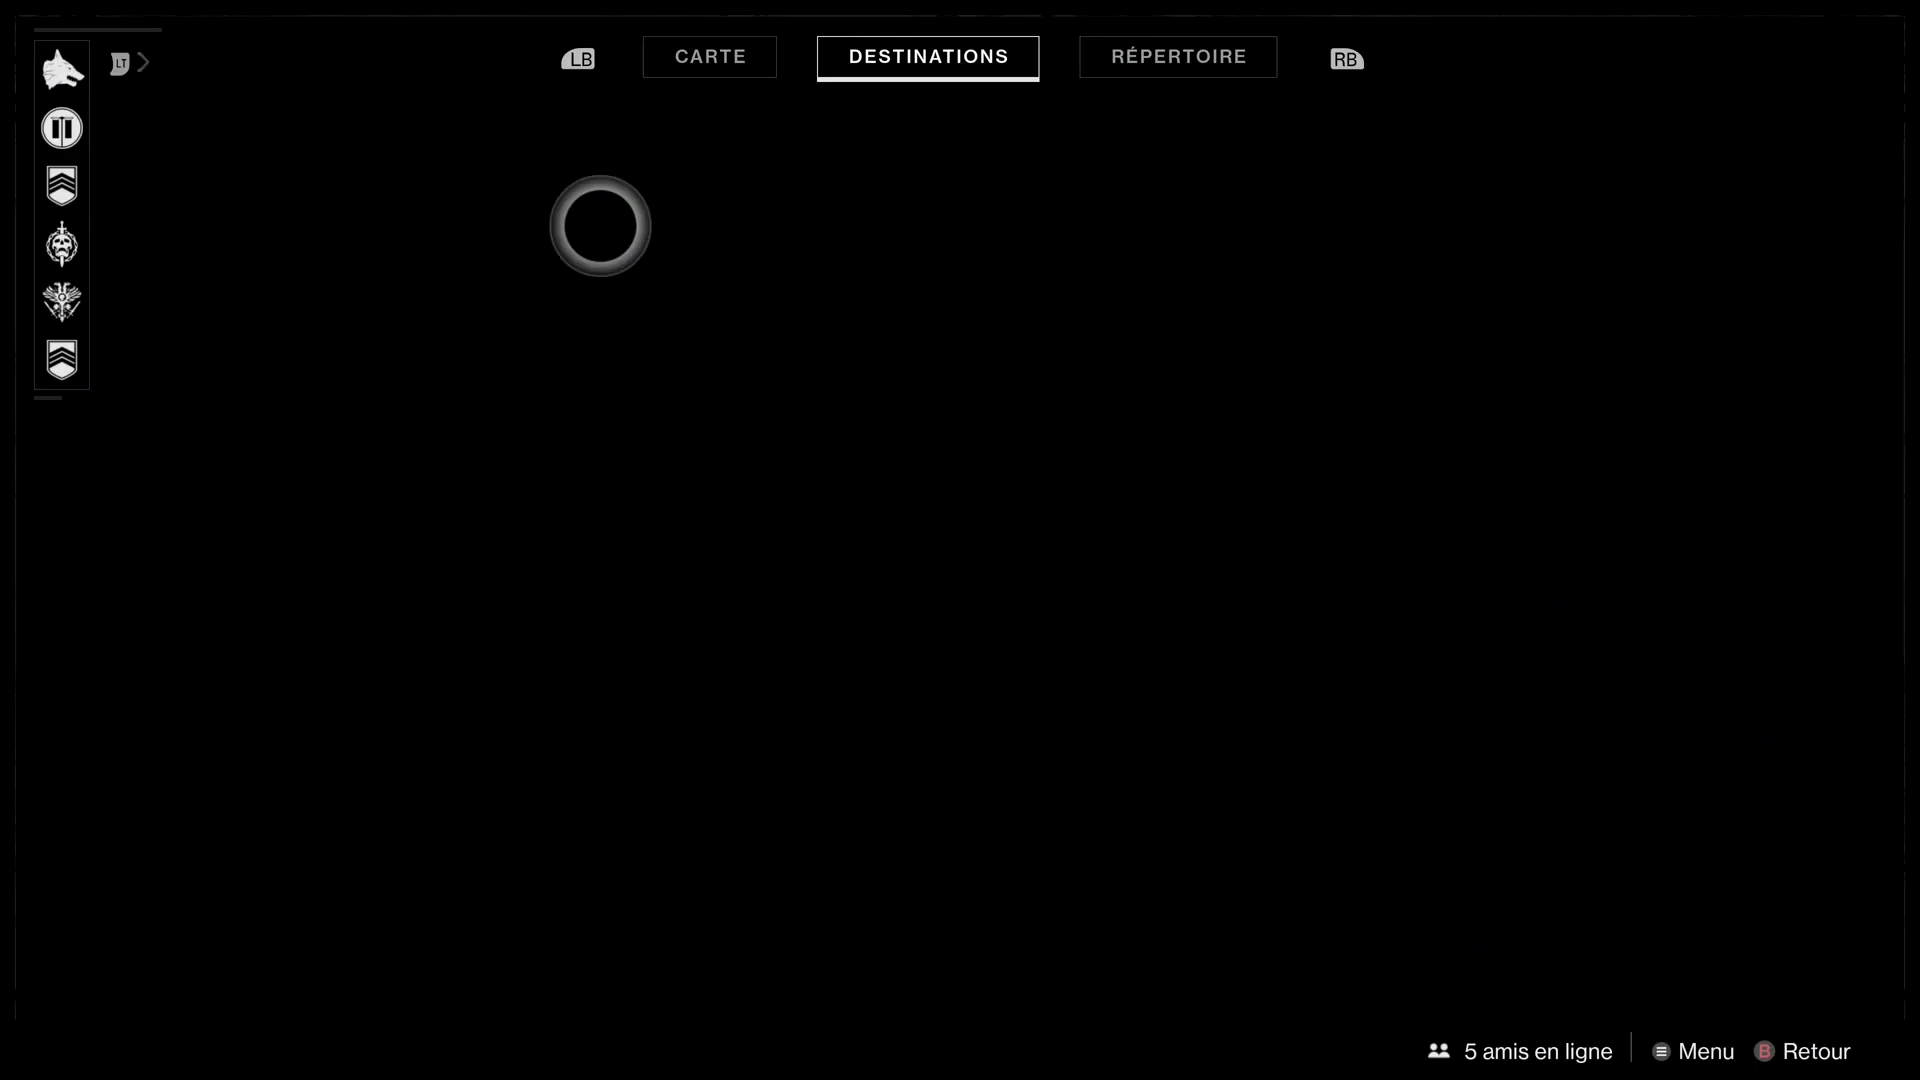 LT
LB
CARTE
DESTINATIONS
RÉPERTOIRE
RB
5 amis en ligne
Menu
B Retour